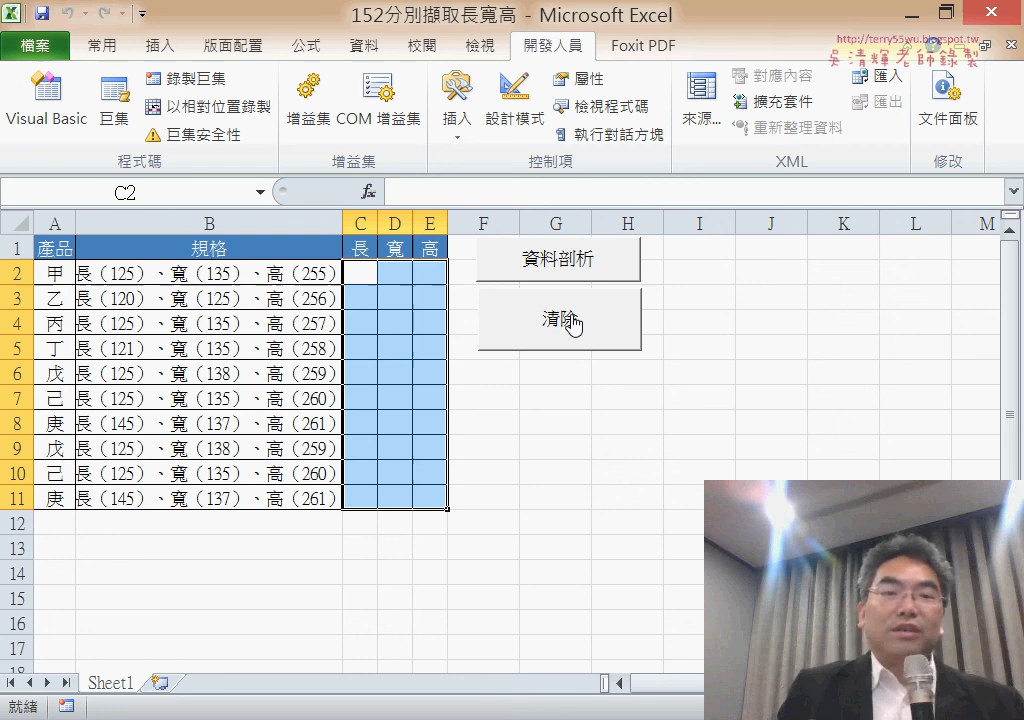 152分別擷取長寬高 - Microsoft Excel
檔案 常用 插入 版面配置 公式 資料 校閱 檢視 開發人員 Foxit PDF
http://terry55wu.blogspot.tw
吳清輝老師錄製
Visual Basic 巨集 錄製巨集 以相對位置錄製 巨集安全性
程式碼
增益集 COM 增益集
增益集
插入 設計模式 屬性 檢視程式碼 執行對話方塊
控制項
來源... 對應內容 擴充套件 重新整理資料 匯入 匯出
XML
文件面板
修改
C2 fx
A B C D E F G H I J K L M
1 產品 規格 長 寬 高
2 甲 長（125）、寬（135）、高（255）
3 乙 長（120）、寬（125）、高（256）
4 丙 長（125）、寬（135）、高（257）
5 丁 長（121）、寬（135）、高（258）
6 戊 長（125）、寬（138）、高（259）
7 己 長（125）、寬（135）、高（260）
8 庚 長（145）、寬（137）、高（261）
9 戊 長（125）、寬（138）、高（259）
10 己 長（125）、寬（135）、高（260）
11 庚 長（145）、寬（137）、高（261）
12
13
14
15
16
17
18
資料剖析
清除
Sheet1
就緒